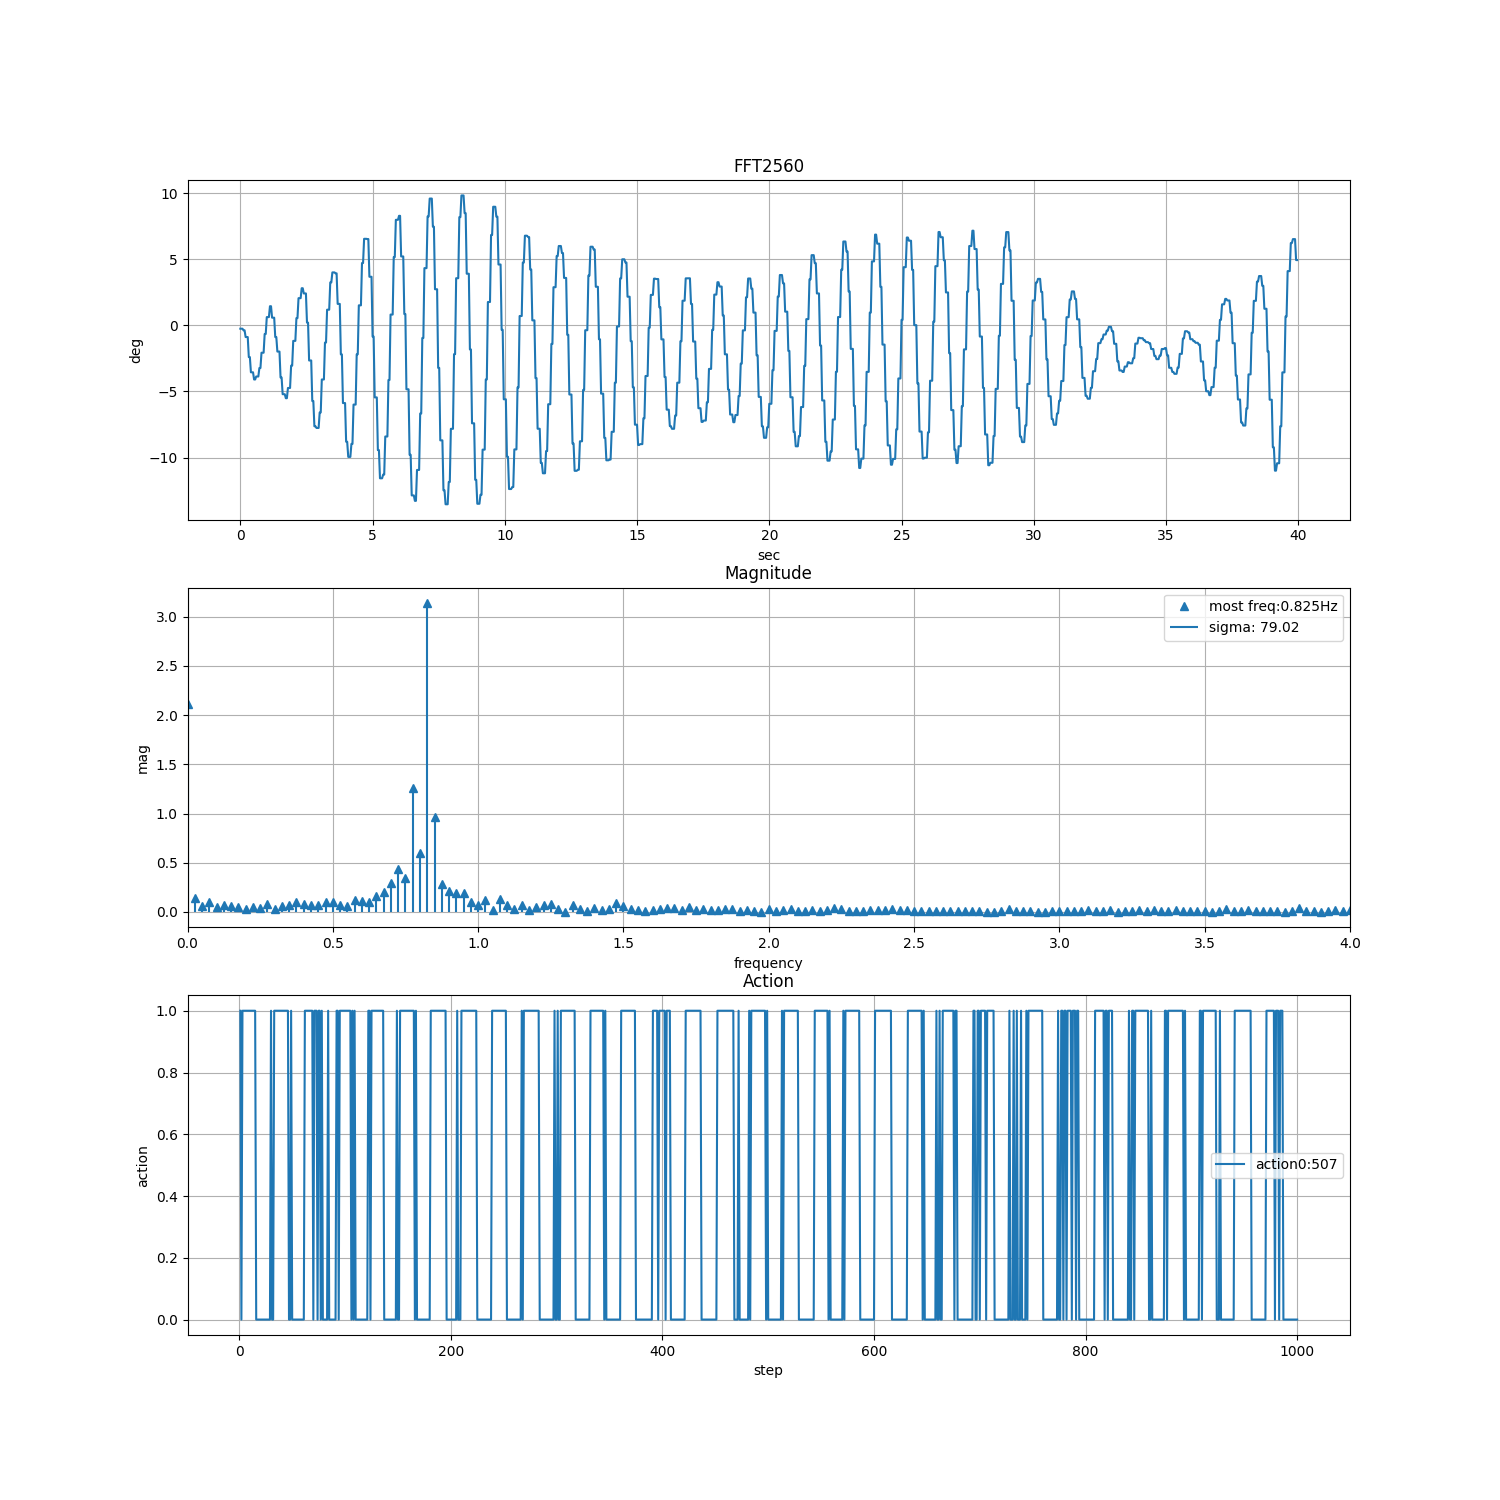 FFT2560
10
5
0
−5
−10
deg
0 5 10 15 20 25 30 35 40
sec
Magnitude
3.0
2.5
2.0
1.5
1.0
0.5
0.0
mag
most freq:0.825Hz
sigma: 79.02
0.0 0.5 1.0 1.5 2.0 2.5 3.0 3.5 4.0
frequency
Action
1.0
0.8
0.6
0.4
0.2
0.0
action
action0:507
0 200 400 600 800 1000
step